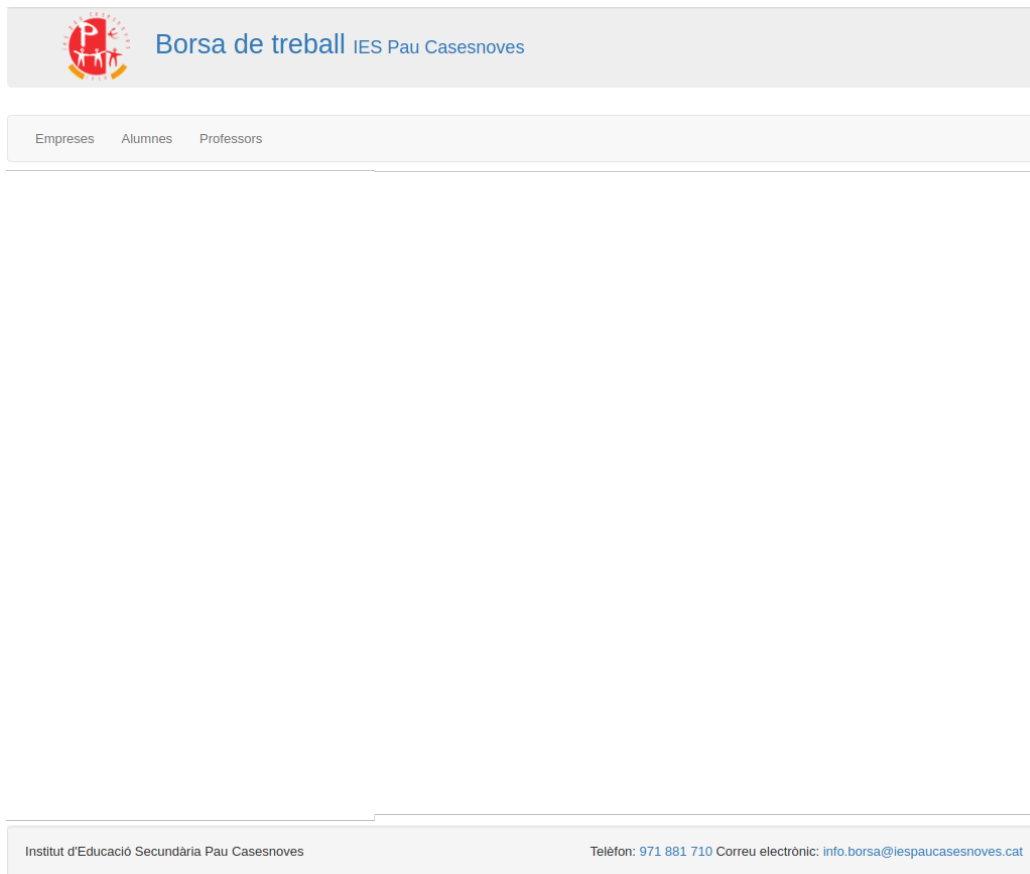 Borsa de treball IES Pau Casesnoves
Empreses Alumnes Professors
Institut d'Educació Secundària Pau Casesnoves
Telèfon: 971 881 710 Correu electrònic: info.borsa@iespaucasesnoves.cat